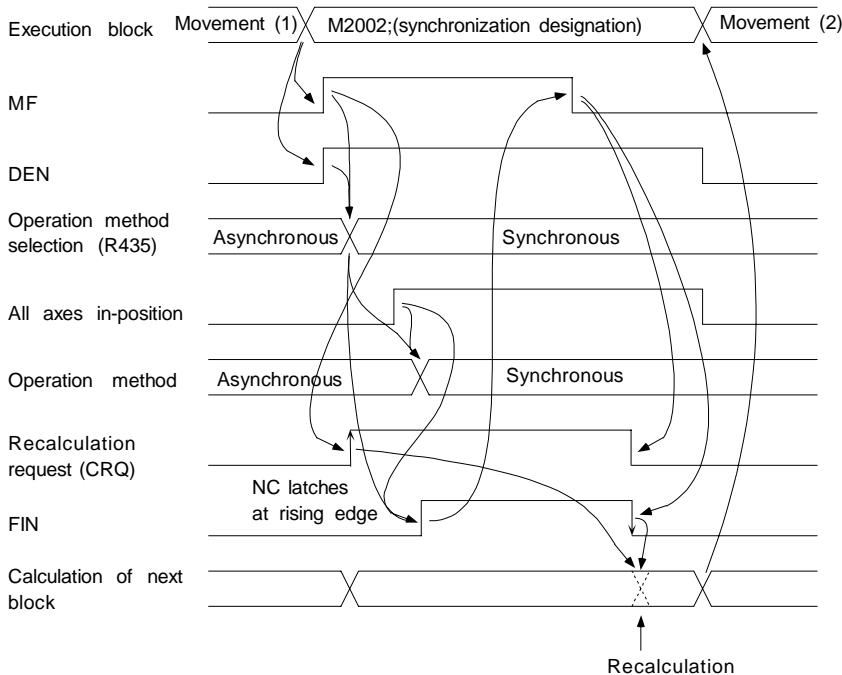 Execution block
Movement (1)
M2002;(synchronization designation)
Movement (2)
MF
DEN
Operation method
selection (R435)
Asynchronous
Synchronous
All axes in-position
Operation method
Asynchronous
Synchronous
Recalculation
request (CRQ)
NC latches
at rising edge
FIN
Calculation of next
block
Recalculation